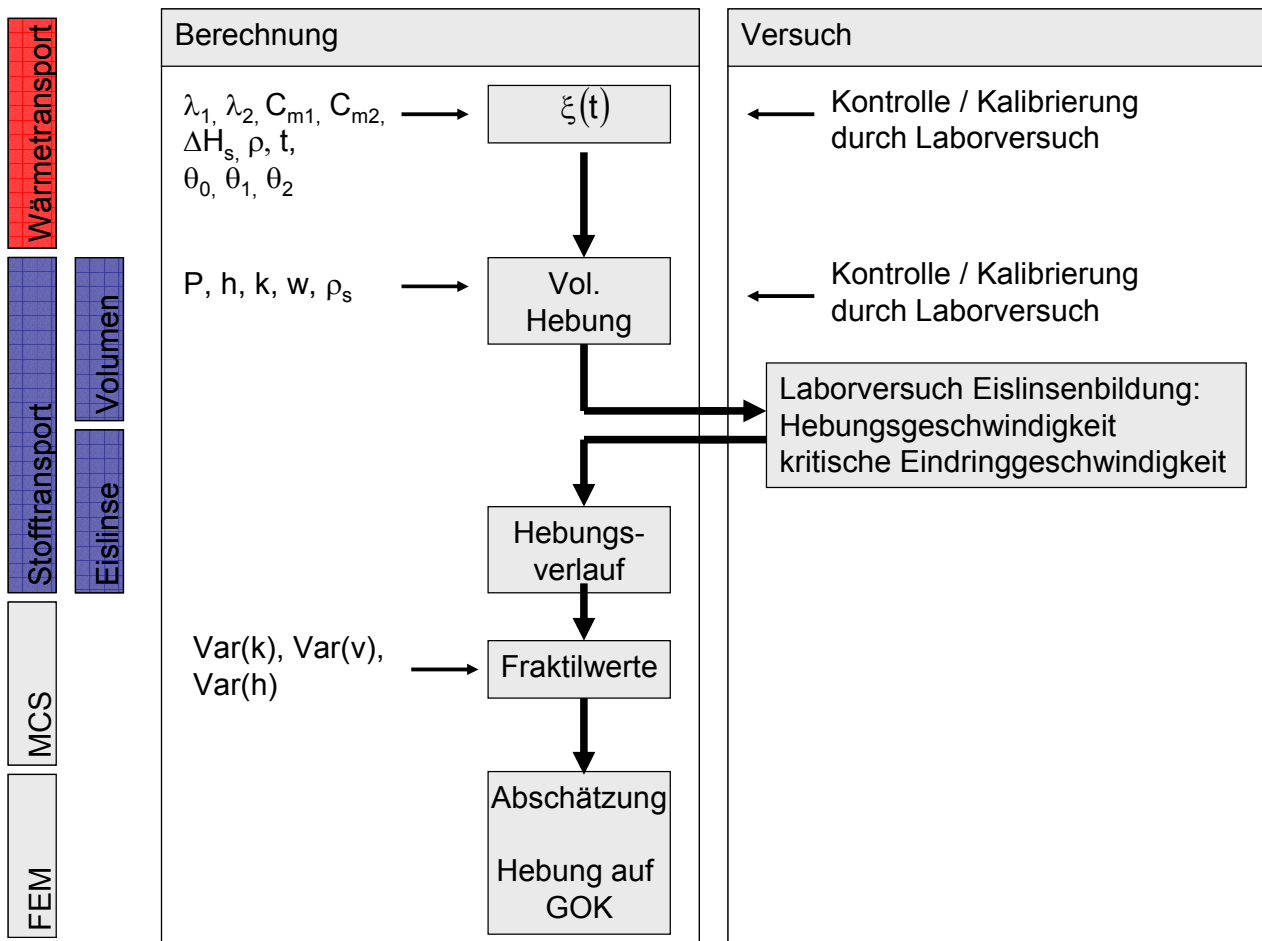 Wärmetransport
Stofftransport
Volumen
Eislinse
MCS
FEM
Berechnung
λ₁, λ₂, Cₘ₁, Cₘ₂,
ΔHₛ, ρ, t,
θ₀, θ₁, θ₂
ξ(t)
P, h, k, w, ρₛ
Vol.
Hebung
Hebungs-
verlauf
Var(k), Var(v),
Var(h)
Fraktilwerte
Abschätzung
Hebung auf
GOK
Versuch
Kontrolle / Kalibrierung
durch Laborversuch
Kontrolle / Kalibrierung
durch Laborversuch
Laborversuch Eislinsenbildung:
Hebungsgeschwindigkeit
kritische Eindringgeschwindigkeit